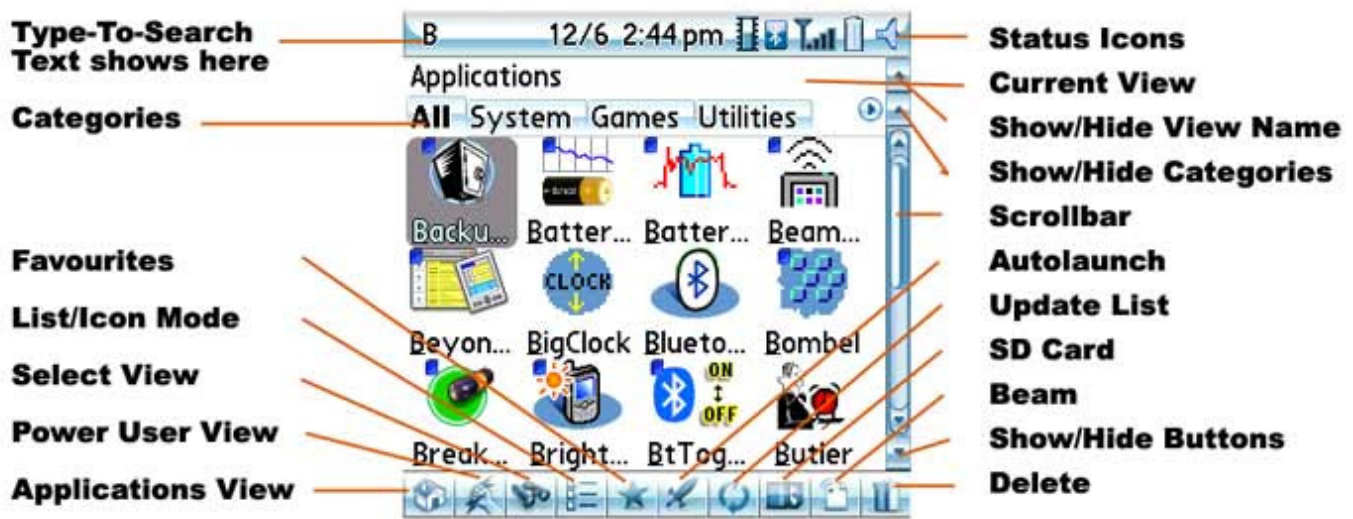 Type-To-Search
Text shows here
Categories
Favourites
List/Icon Mode
Select View
Power User View
Applications View
B 12/6 2:44 pm
Applications
All System Games Utilities
Backu... Batter... Batter... Beam...
CLOCK
Beyon... BigClock Blueto... Bombel
ON
OFF
Break... Bright... BtTog... Butler
Status Icons
Current View
Show/Hide View Name
Show/Hide Categories
Scrollbar
Autolaunch
Update List
SD Card
Beam
Show/Hide Buttons
Delete